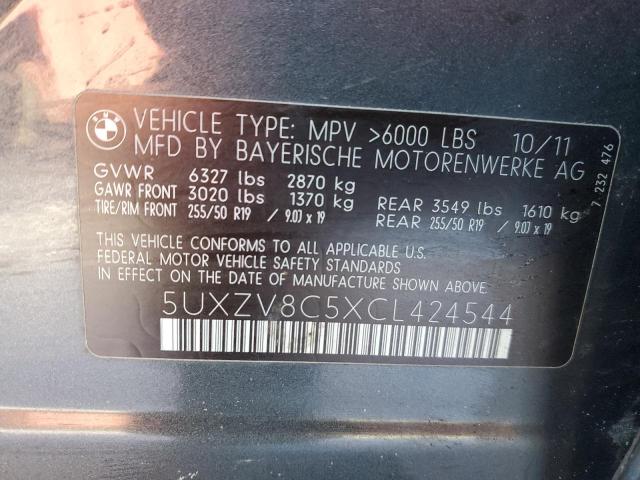 BMW
VEHICLE TYPE: MPV >6000 LBS 10/11
MFD BY BAYERISCHE MOTORENWERKE AG
GVWR 6327 lbs 2870 kg
GAWR FRONT 3020 lbs 1370 kg REAR 3549 lbs 1610 kg
TIRE/RIM FRONT 255/50 R19 / 9.0J x 19 REAR 255/50 R19 / 9.0J x 19
THIS VEHICLE CONFORMS TO ALL APPLICABLE U.S.
FEDERAL MOTOR VEHICLE SAFETY STANDARDS
IN EFFECT ON THE DATE OF MANUFACTURE SHOWN ABOVE.
5UXZV8C5XCL424544
7 232 476